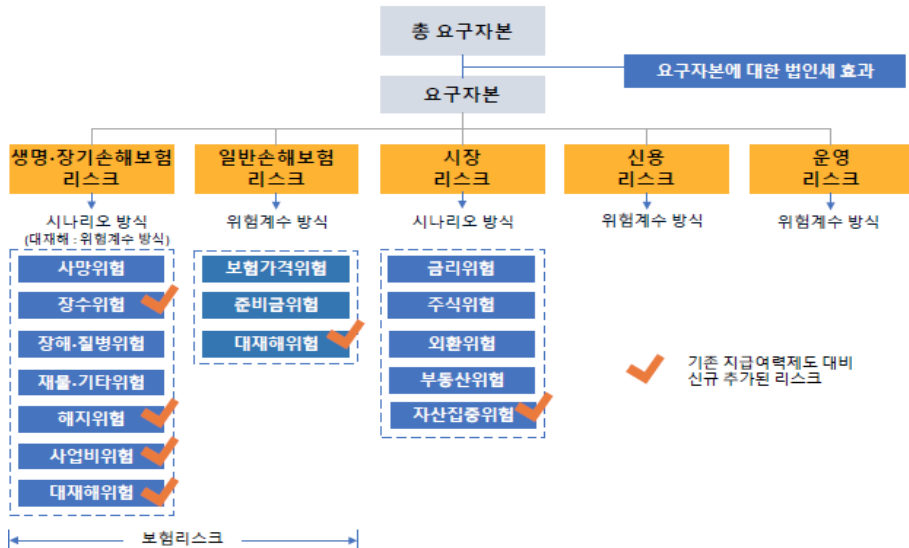 총 요구자본
요구자본에 대한 법인세 효과
요구자본
생명·장기손해보험
리스크
일반손해보험
리스크
시장
리스크
신용
리스크
운영
리스크
시나리오 방식
(대재해 : 위험계수 방식)
위험계수 방식
시나리오 방식
위험계수 방식
위험계수 방식
사망위험
장수위험
장해·질병위험
재물·기타위험
해지위험
사업비위험
대재해위험
보험가격위험
준비금위험
대재해위험
금리위험
주식위험
외환위험
부동산위험
자산집중위험
기존 지급여력제도 대비
신규 추가된 리스크
보험리스크